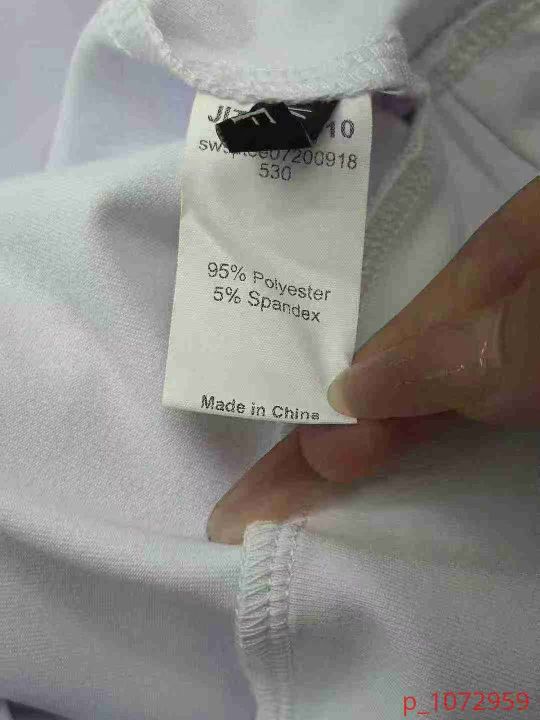 10
530
95% Polyester
5% Spandex
Made in China
p_1072959